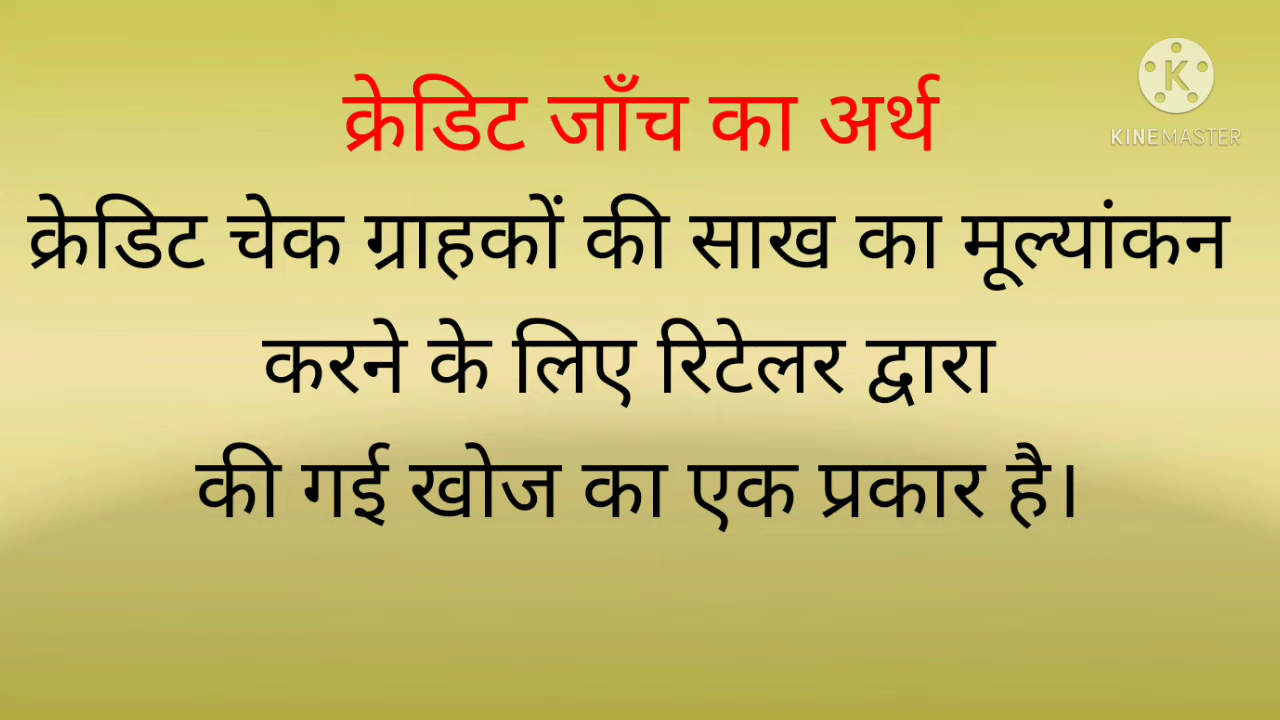 क्रेडिट जाँच का अर्थ
KINEMASTER
क्रेडिट चेक ग्राहकों की साख का मूल्यांकन
करने के लिए रिटेलर द्वारा
की गई खोज का एक प्रकार है।